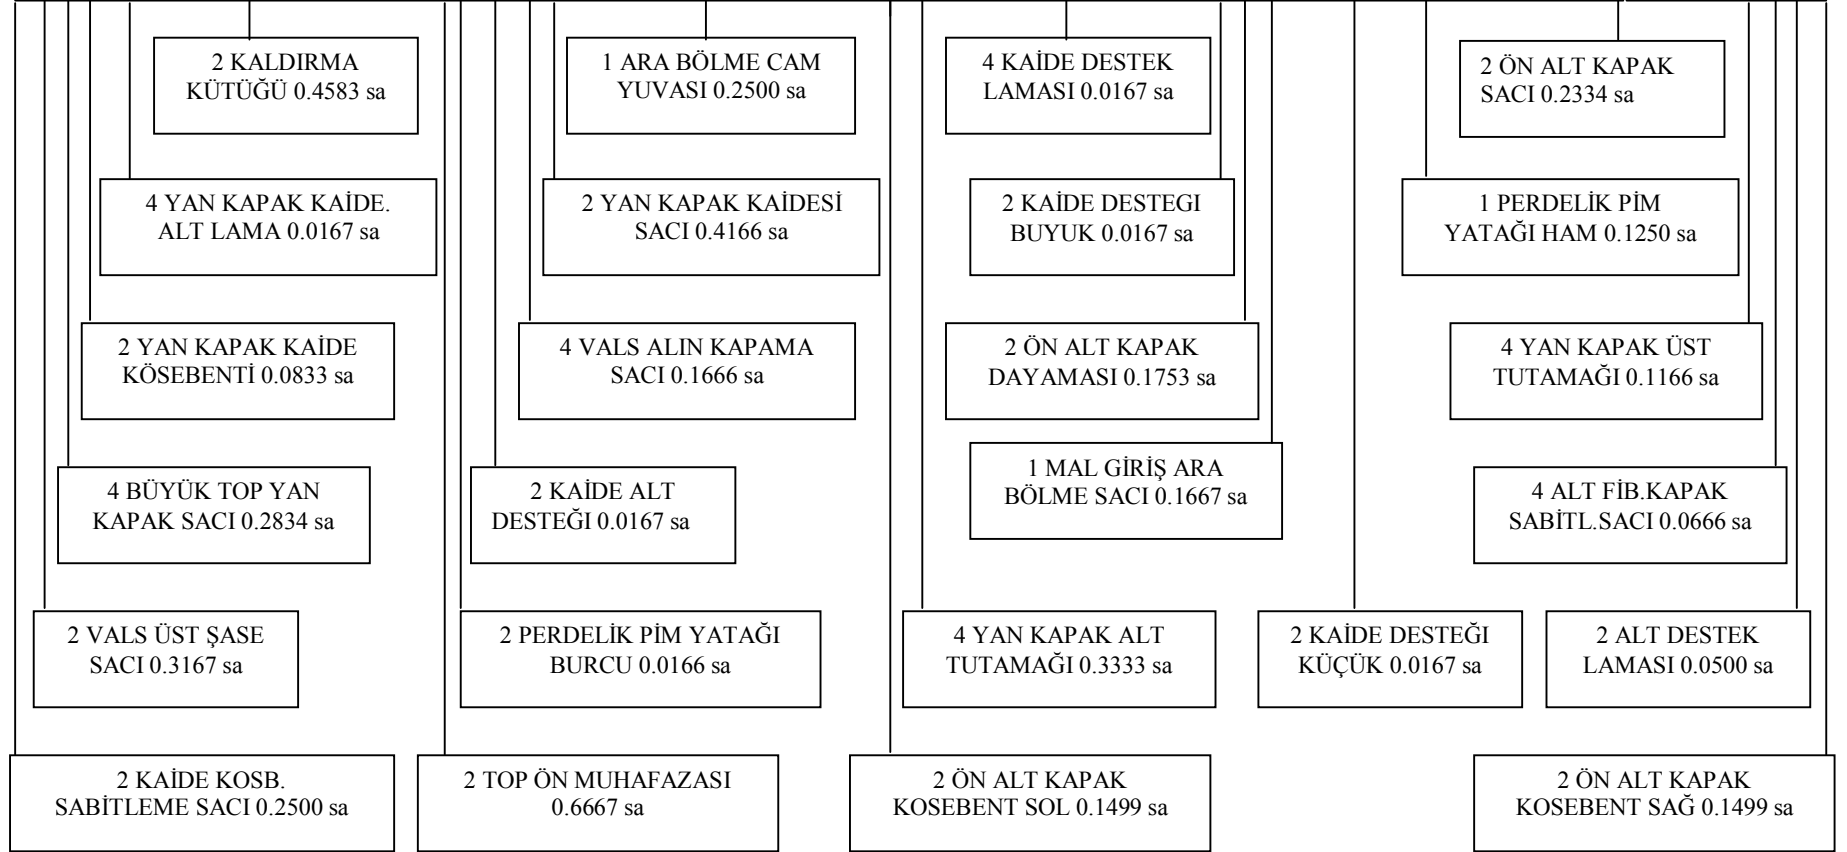 2 KALDIRMA
KÜTÜĞÜ 0.4583 sa
1 ARA BÖLME CAM
YUVASI 0.2500 sa
4 KAİDE DESTEK
LAMASI 0.0167 sa
2 ÖN ALT KAPAK
SACI 0.2334 sa
4 YAN KAPAK KAİDE.
ALT LAMA 0.0167 sa
2 YAN KAPAK KAİDESİ
SACI 0.4166 sa
2 KAİDE DESTEGI
BUYUK 0.0167 sa
1 PERDELİK PİM
YATAĞI HAM 0.1250 sa
2 YAN KAPAK KAİDE
KÖSEBENTİ 0.0833 sa
4 VALS ALIN KAPAMA
SACI 0.1666 sa
2 ÖN ALT KAPAK
DAYAMASI 0.1753 sa
4 YAN KAPAK ÜST
TUTAMAĞI 0.1166 sa
4 BÜYÜK TOP YAN
KAPAK SACI 0.2834 sa
2 KAİDE ALT
DESTEĞI 0.0167 sa
1 MAL GİRİŞ ARA
BÖLME SACI 0.1667 sa
4 ALT FİB.KAPAK
SABİTL.SACI 0.0666 sa
2 VALS ÜST ŞASE
SACI 0.3167 sa
2 PERDELİK PİM YATAĞI
BURCU 0.0166 sa
4 YAN KAPAK ALT
TUTAMAĞI 0.3333 sa
2 KAİDE DESTEĞI
KÜÇÜK 0.0167 sa
2 ALT DESTEK
LAMASI 0.0500 sa
2 KAİDE KOSB.
SABİTLEME SACI 0.2500 sa
2 TOP ÖN MUHAFAZASI
0.6667 sa
2 ÖN ALT KAPAK
KOSEBENT SOL 0.1499 sa
2 ÖN ALT KAPAK
KOSEBENT SAĞ 0.1499 sa